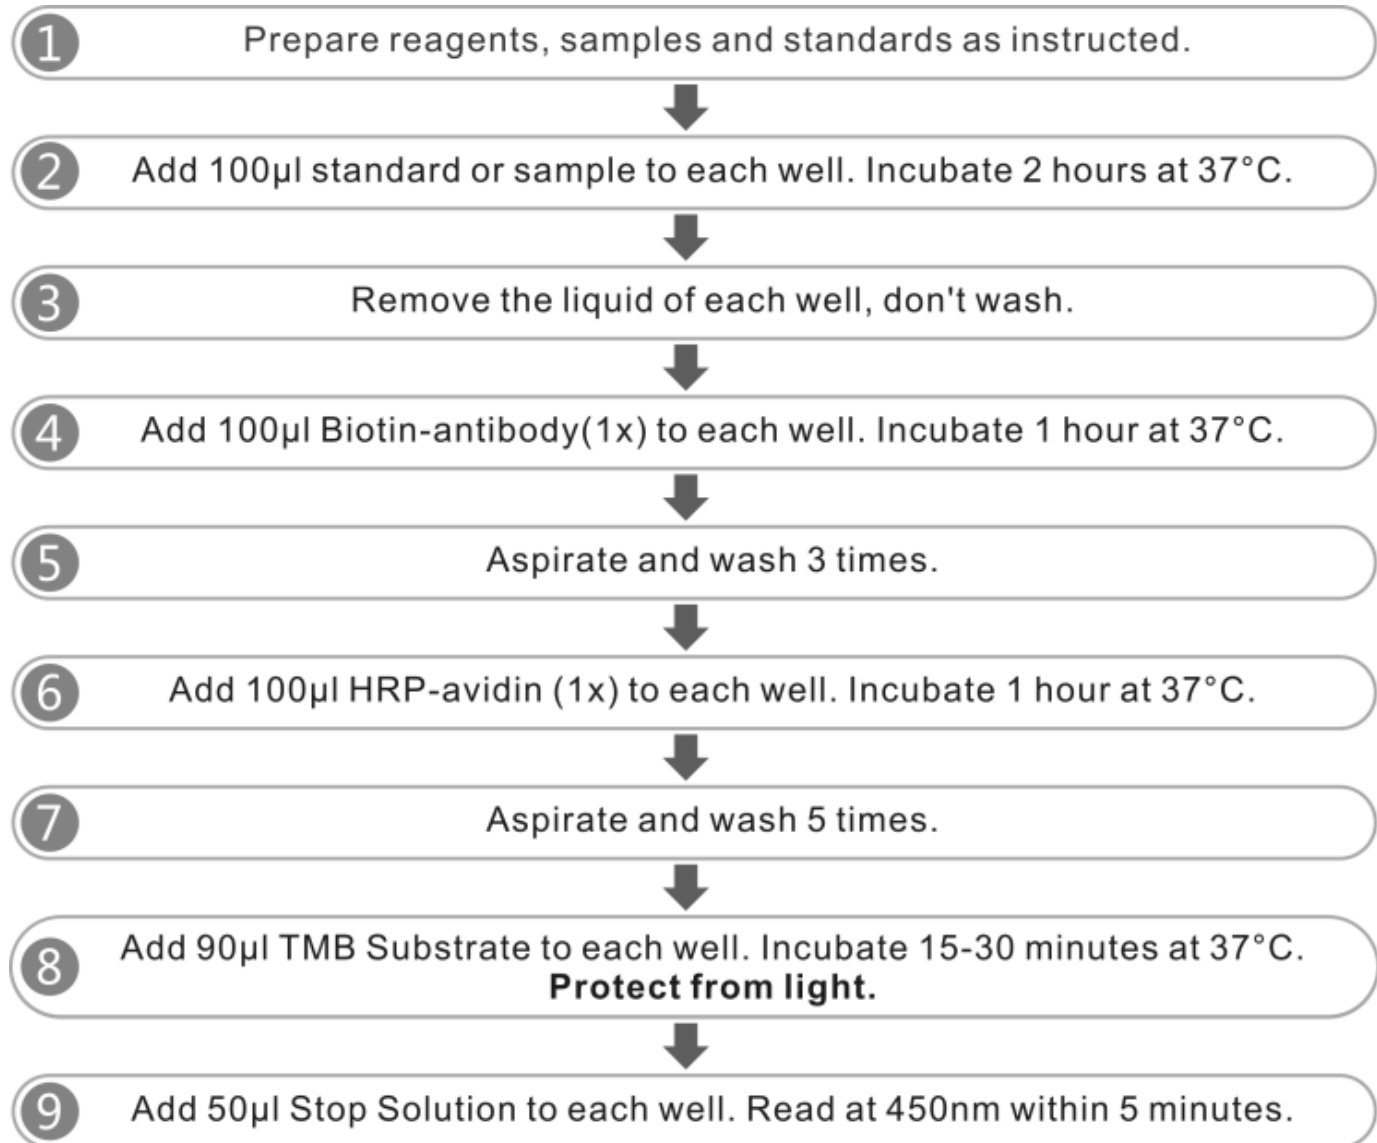 1 Prepare reagents, samples and standards as instructed.
2 Add 100µl standard or sample to each well. Incubate 2 hours at 37°C.
3 Remove the liquid of each well, don't wash.
4 Add 100µl Biotin-antibody(1x) to each well. Incubate 1 hour at 37°C.
5 Aspirate and wash 3 times.
6 Add 100µl HRP-avidin (1x) to each well. Incubate 1 hour at 37°C.
7 Aspirate and wash 5 times.
8 Add 90µl TMB Substrate to each well. Incubate 15-30 minutes at 37°C.
Protect from light.
9 Add 50µl Stop Solution to each well. Read at 450nm within 5 minutes.